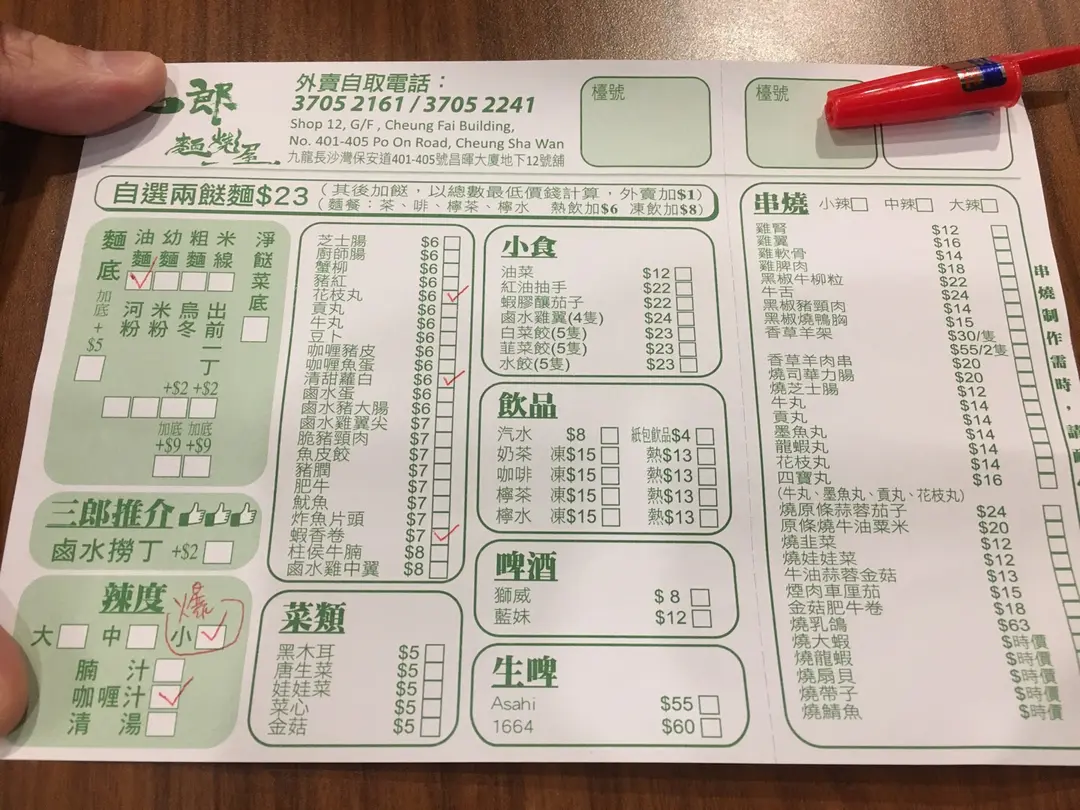 郎
麵燒屋
外賣自取電話：
3705 2161 / 3705 2241
Shop 12, G/F , Cheung Fai Building,
No. 401-405 Po On Road, Cheung Sha Wan
九龍長沙灣保安道401-405號昌暉大廈地下12號舖
檯號
檯號
自選兩餸麵$23
（其後加餸，以總數最低價錢計算，外賣加$1）
（麵餐：茶、啡、檸茶、檸水 熱飲加$6 凍飲加$8）
麵底
加底+$5
油麵
幼麵
粗麵
米線
淨餸菜底
河粉
米粉
烏冬
出前一丁
+$2 +$2
加底 加底
+$9 +$9
三郎推介
鹵水撈丁 +$2
辣度
爆
大 中 小
腩汁
咖喱汁
清湯
芝士腸 $6
廚師腸 $6
蟹柳 $6
豬紅 $6
花枝丸 $6
貢丸 $6
牛丸 $6
豆卜 $6
咖喱豬皮 $6
咖喱魚蛋 $6
清甜蘿白 $6
鹵水蛋 $6
鹵水豬大腸 $6
鹵水雞翼尖 $7
脆豬頸肉 $7
魚皮餃 $7
豬潤 $7
肥牛 $7
魷魚 $7
炸魚片頭 $7
蝦香卷 $7
柱侯牛腩 $8
鹵水雞中翼 $8
菜類
黑木耳 $5
唐生菜 $5
娃娃菜 $5
菜心 $5
金菇 $5
小食
油菜 $12
紅油抽手 $22
蝦膠釀茄子 $22
鹵水雞翼(4隻) $24
白菜餃(5隻) $23
韮菜餃(5隻) $23
水餃(5隻) $23
飲品
汽水 $8 紙包飲品$4
奶茶 凍$15 熱$13
咖啡 凍$15 熱$13
檸茶 凍$15 熱$13
檸水 凍$15 熱$13
啤酒
獅威 $ 8
藍妹 $12
生啤
Asahi $55
1664 $60
串燒 小辣 中辣 大辣
雞腎 $12
雞翼 $16
雞軟骨 $14
雞脾肉 $18
黑椒牛柳粒 $22
牛舌 $24
黑椒豬頸肉 $14
黑椒燒鴨胸 $15
香草羊架 $30/隻
$55/2隻
香草羊肉串 $20
燒司華力腸 $20
燒芝士腸 $12
牛丸 $14
貢丸 $14
墨魚丸 $14
龍蝦丸 $14
花枝丸 $14
四寶丸 $16
（牛丸、墨魚丸、貢丸、花枝丸）
燒原條蒜蓉茄子 $24
原條燒牛油粟米 $20
燒韭菜 $12
燒娃娃菜 $12
牛油蒜蓉金菇 $13
煙肉車厘茄 $15
金菇肥牛卷 $18
燒乳鴿 $63
燒大蝦 $時價
燒龍蝦 $時價
燒扇貝 $時價
燒帶子 $時價
燒鯖魚 $時價
串燒制作需時，請